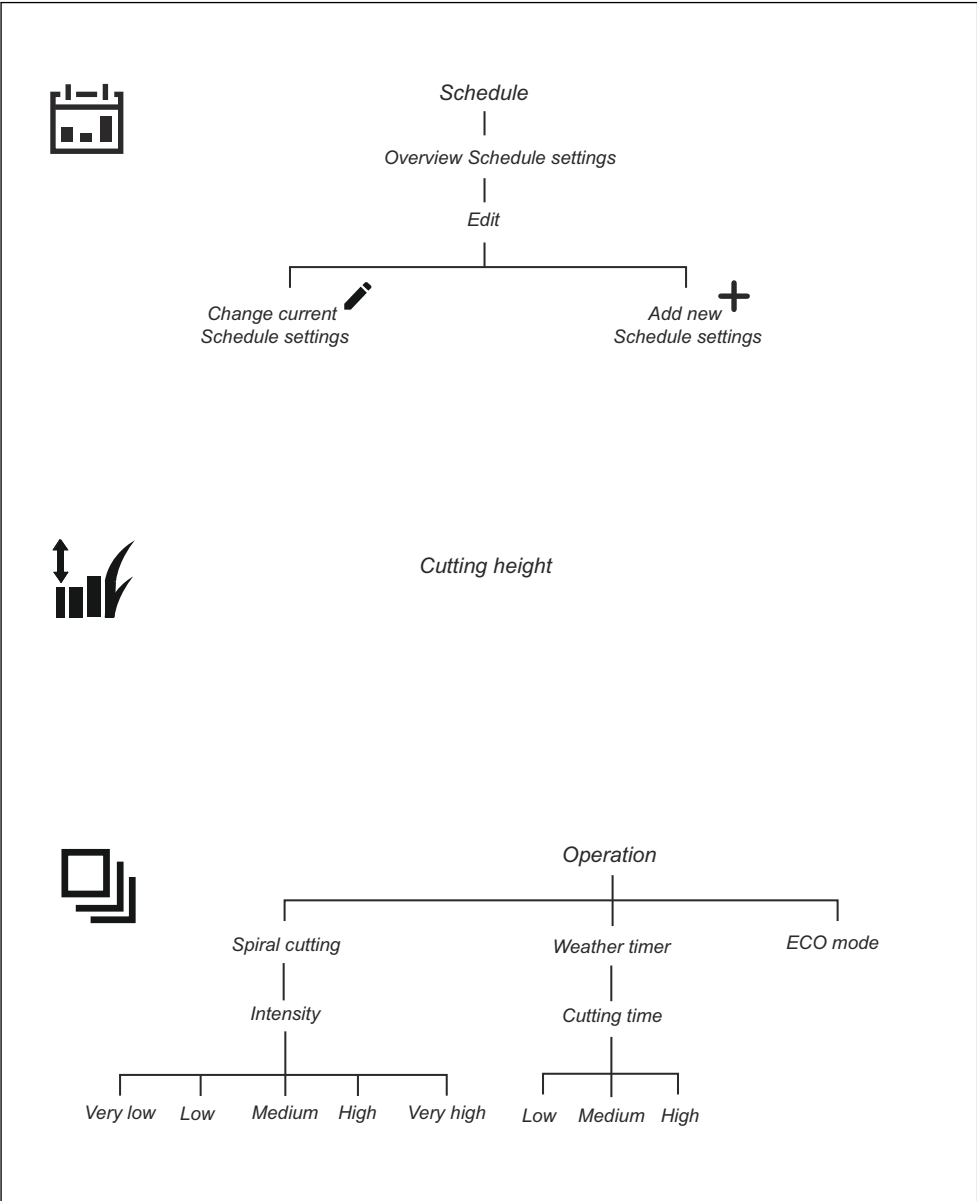 Schedule
Overview Schedule settings
Edit
Change current
Schedule settings
Add new
Schedule settings
Cutting height
Operation
Spiral cutting
Weather timer
ECO mode
Intensity
Cutting time
Very low
Low
Medium
High
Very high
Low
Medium
High